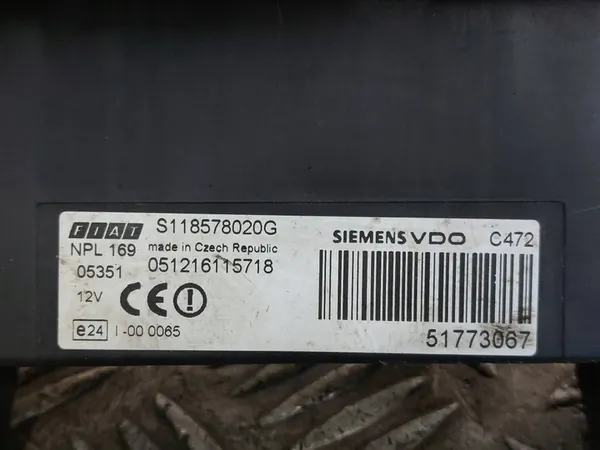 FIAT S118578020G
NPL 169 made in Czech Republic
05351 051216115718
12V CE
e24 I-00 0065
SIEMENS VDO C472
51773067